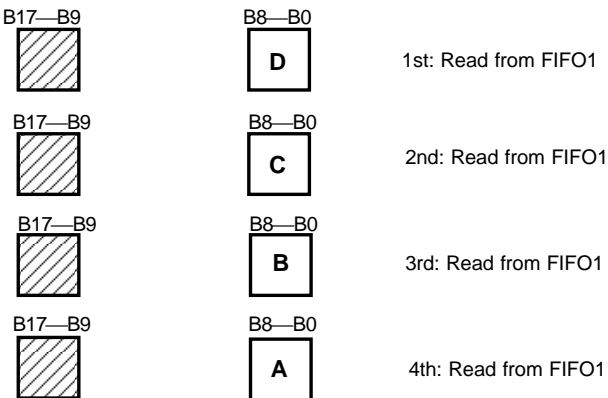 B17—B9 B8—B0
D 1st: Read from FIFO1
B17—B9 B8—B0
C 2nd: Read from FIFO1
B17—B9 B8—B0
B 3rd: Read from FIFO1
B17—B9 B8—B0
A 4th: Read from FIFO1